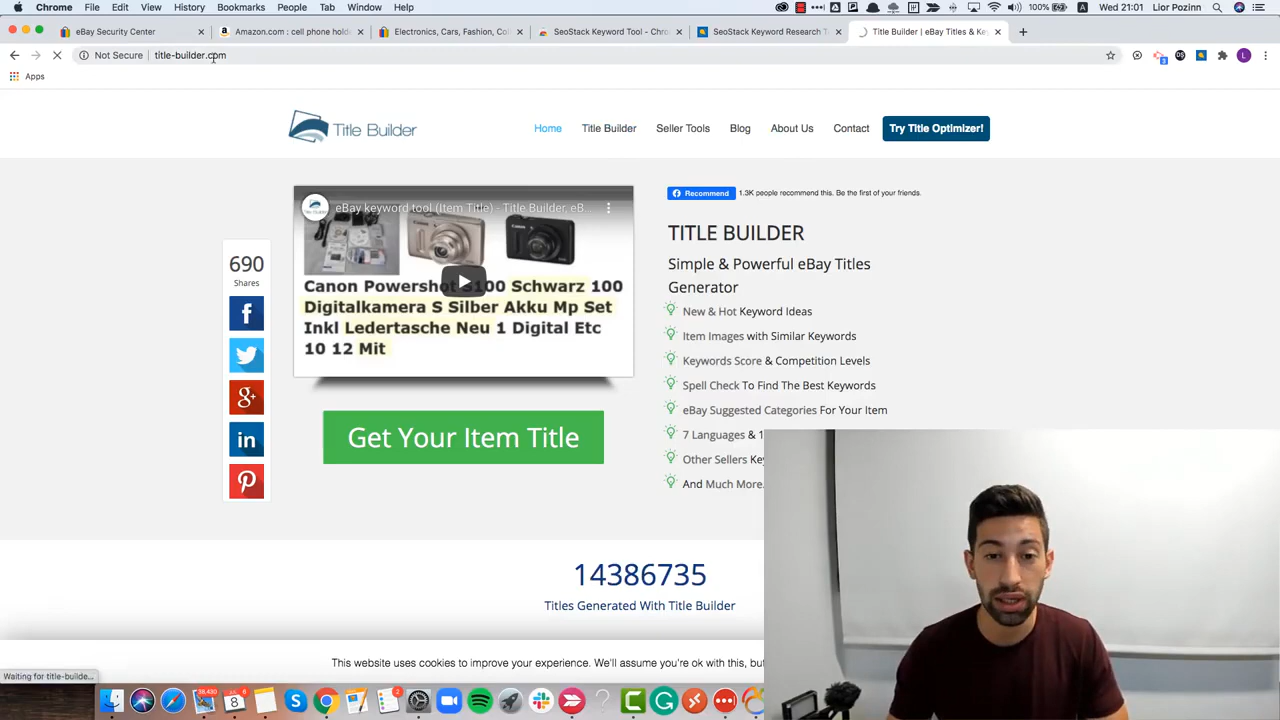 Chrome File Edit View History Bookmarks People Tab Window Help
100% Wed 21:01 Lior Pozinn
eBay Security Center
Amazon.com : cell phone hold
Electronics, Cars, Fashion, Col
SeoStack Keyword Tool - Chro
SeoStack Keyword Research T
Title Builder | eBay Titles & Ke
Not Secure title-builder.com
Apps
Title Builder
Home Title Builder Seller Tools Blog About Us Contact Try Title Optimizer!
Recommend 1.3K people recommend this. Be the first of your friends.
eBay keyword tool (Item Title) - Title Builder, eB...
Canon Powershot S100 Schwarz 100
Digitalkamera S Silber Akku Mp Set
Inkl Ledertasche Neu 1 Digital Etc
10 12 Mit
690
Shares
Get Your Item Title
TITLE BUILDER
Simple & Powerful eBay Titles
Generator
New & Hot Keyword Ideas
Item Images with Similar Keywords
Keywords Score & Competition Levels
Spell Check To Find The Best Keywords
eBay Suggested Categories For Your Item
7 Languages & 1
Other Sellers Key
And Much More.
14386735
Titles Generated With Title Builder
This website uses cookies to improve your experience. We'll assume you're ok with this, but
Waiting for title-builde...